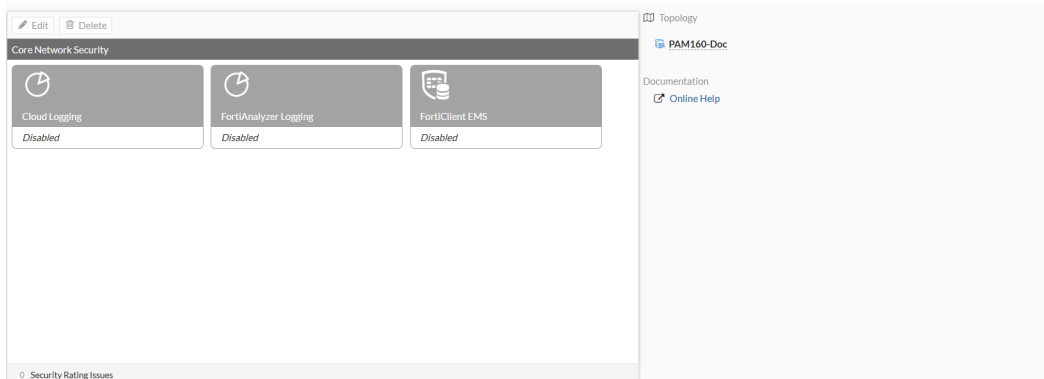 Edit Delete
Core Network Security
Cloud Logging
Disabled
FortiAnalyzer Logging
Disabled
FortiClient EMS
Disabled
0 Security Rating Issues
Topology
PAM160-Doc
Documentation
Online Help